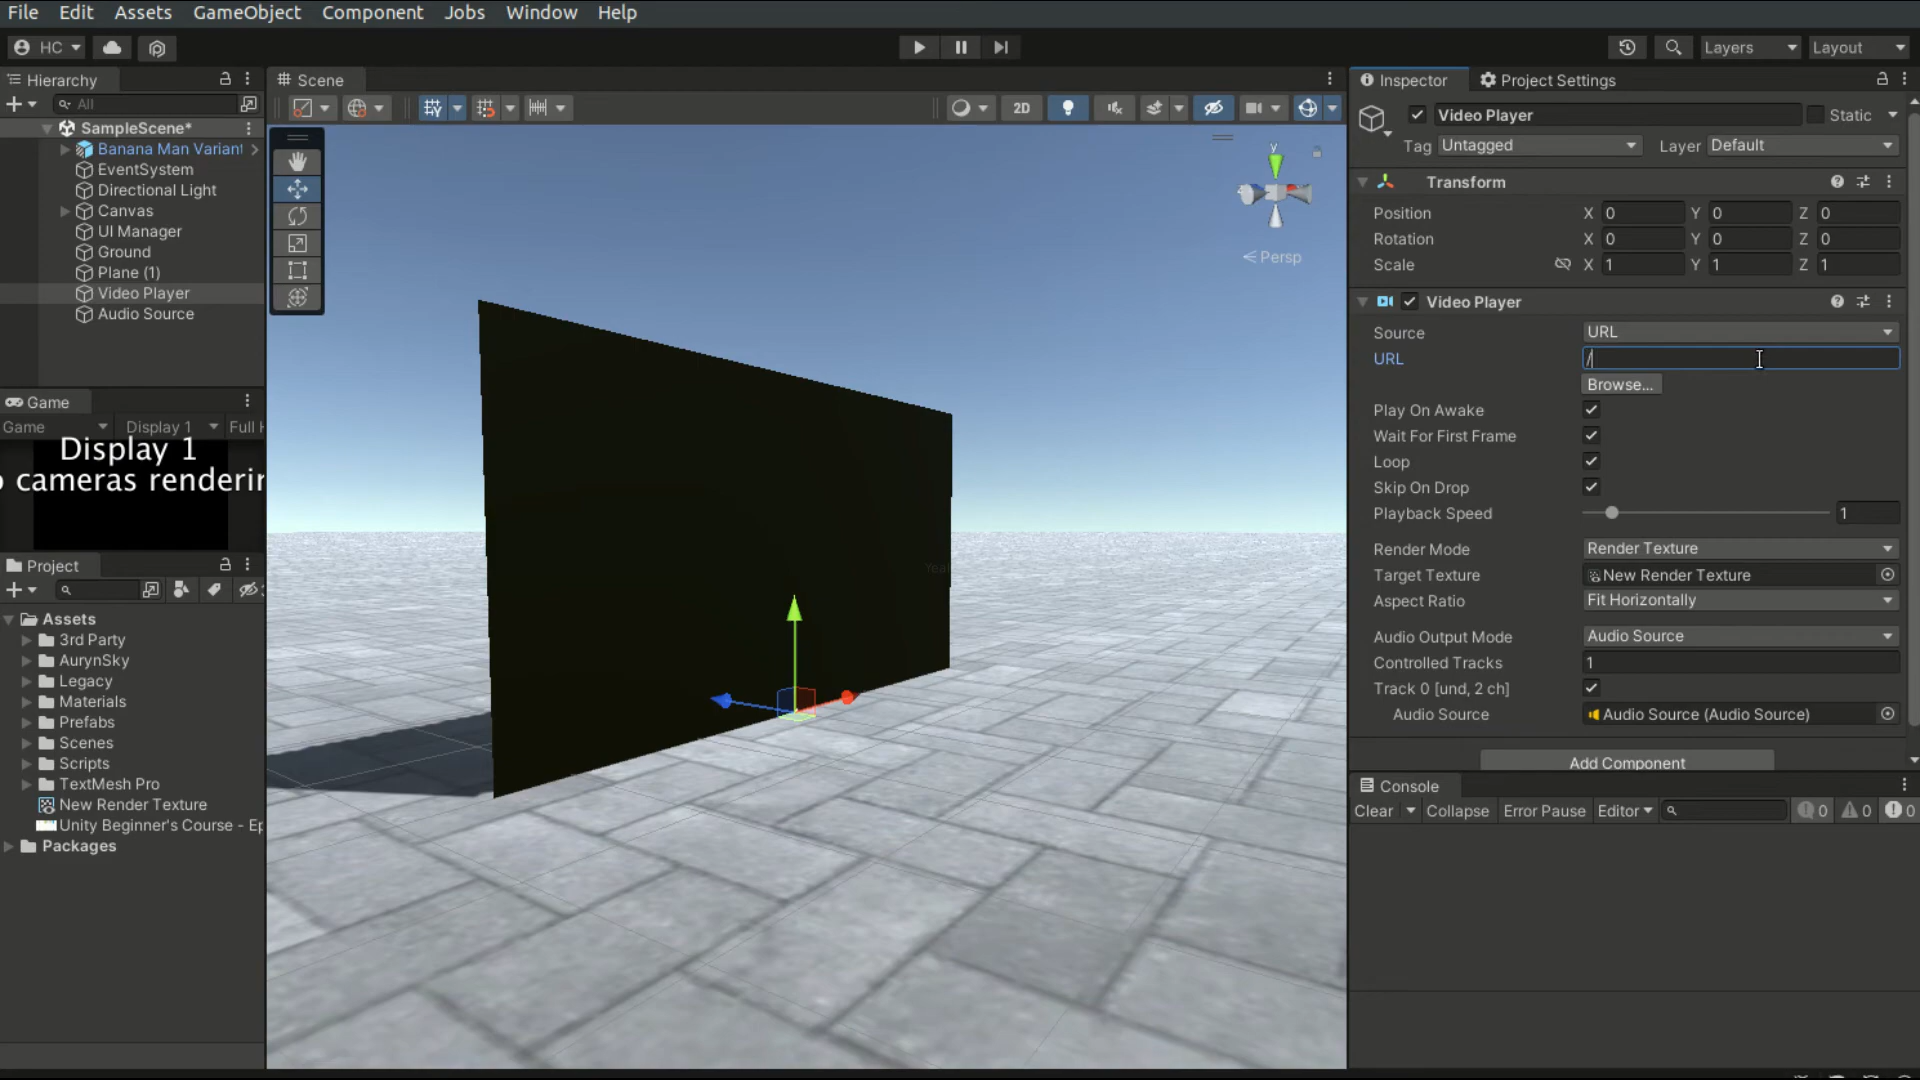 File Edit Assets GameObject Component Jobs Window Help
HC Layers Layout
Hierarchy
All
SampleScene*
Banana Man Variant
EventSystem
Directional Light
Canvas
UI Manager
Ground
Plane (1)
Video Player
Audio Source
Game
Game Display 1 Full
Display 1
cameras renderin
Project
Assets
3rd Party
AurynSky
Legacy
Materials
Prefabs
Scenes
Scripts
TextMesh Pro
New Render Texture
Unity Beginner's Course - Ep
Packages
Scene
2D
y
Persp
Inspector Project Settings
Video Player Static
Tag Untagged Layer Default
Transform
Position X 0 Y 0 Z 0
Rotation X 0 Y 0 Z 0
Scale X 1 Y 1 Z 1
Video Player
Source URL
URL /
Browse...
Play On Awake
Wait For First Frame
Loop
Skip On Drop
Playback Speed 1
Render Mode Render Texture
Target Texture New Render Texture
Aspect Ratio Fit Horizontally
Audio Output Mode Audio Source
Controlled Tracks 1
Track 0 [und, 2 ch]
Audio Source Audio Source (Audio Source)
Add Component
Console
Clear Collapse Error Pause Editor 0 0 0